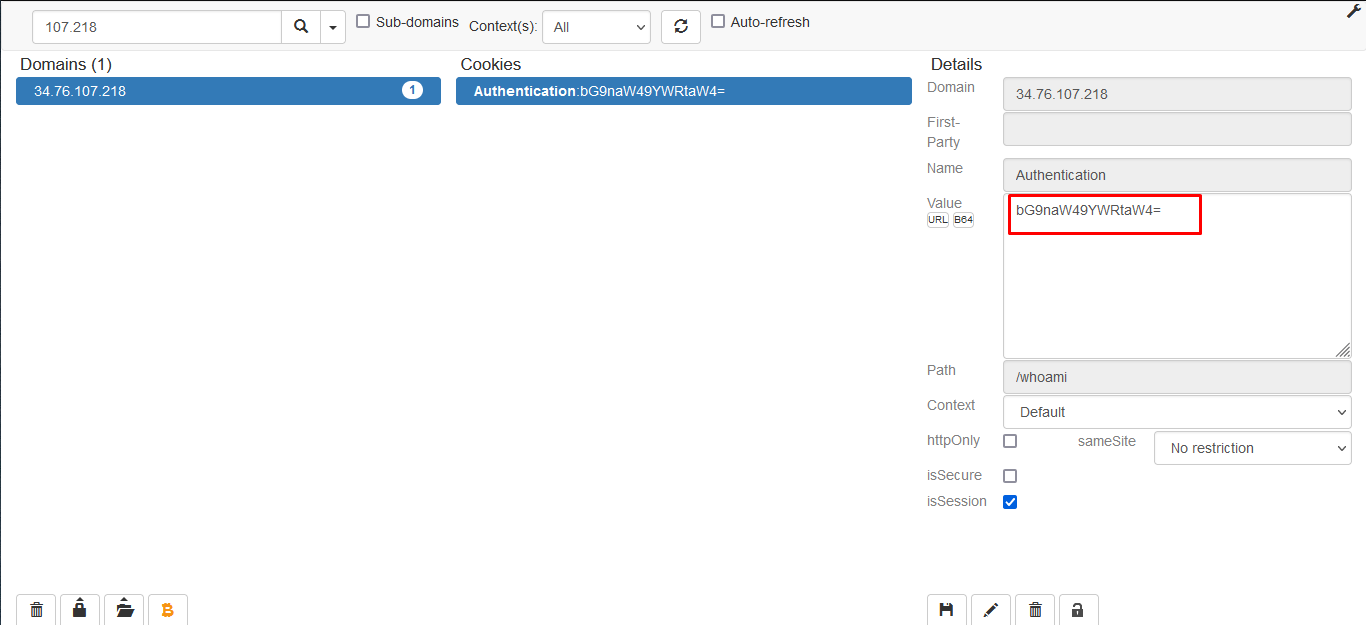 107.218
Sub-domains
Context(s):
All
Auto-refresh
Domains (1)
34.76.107.218
1
Cookies
Authentication:bG9naW49YWRtaW4=
Details
Domain
34.76.107.218
First-
Party
Name
Authentication
Value
URL B64
bG9naW49YWRtaW4=
Path
/whoami
Context
Default
httpOnly
sameSite
No restriction
isSecure
isSession